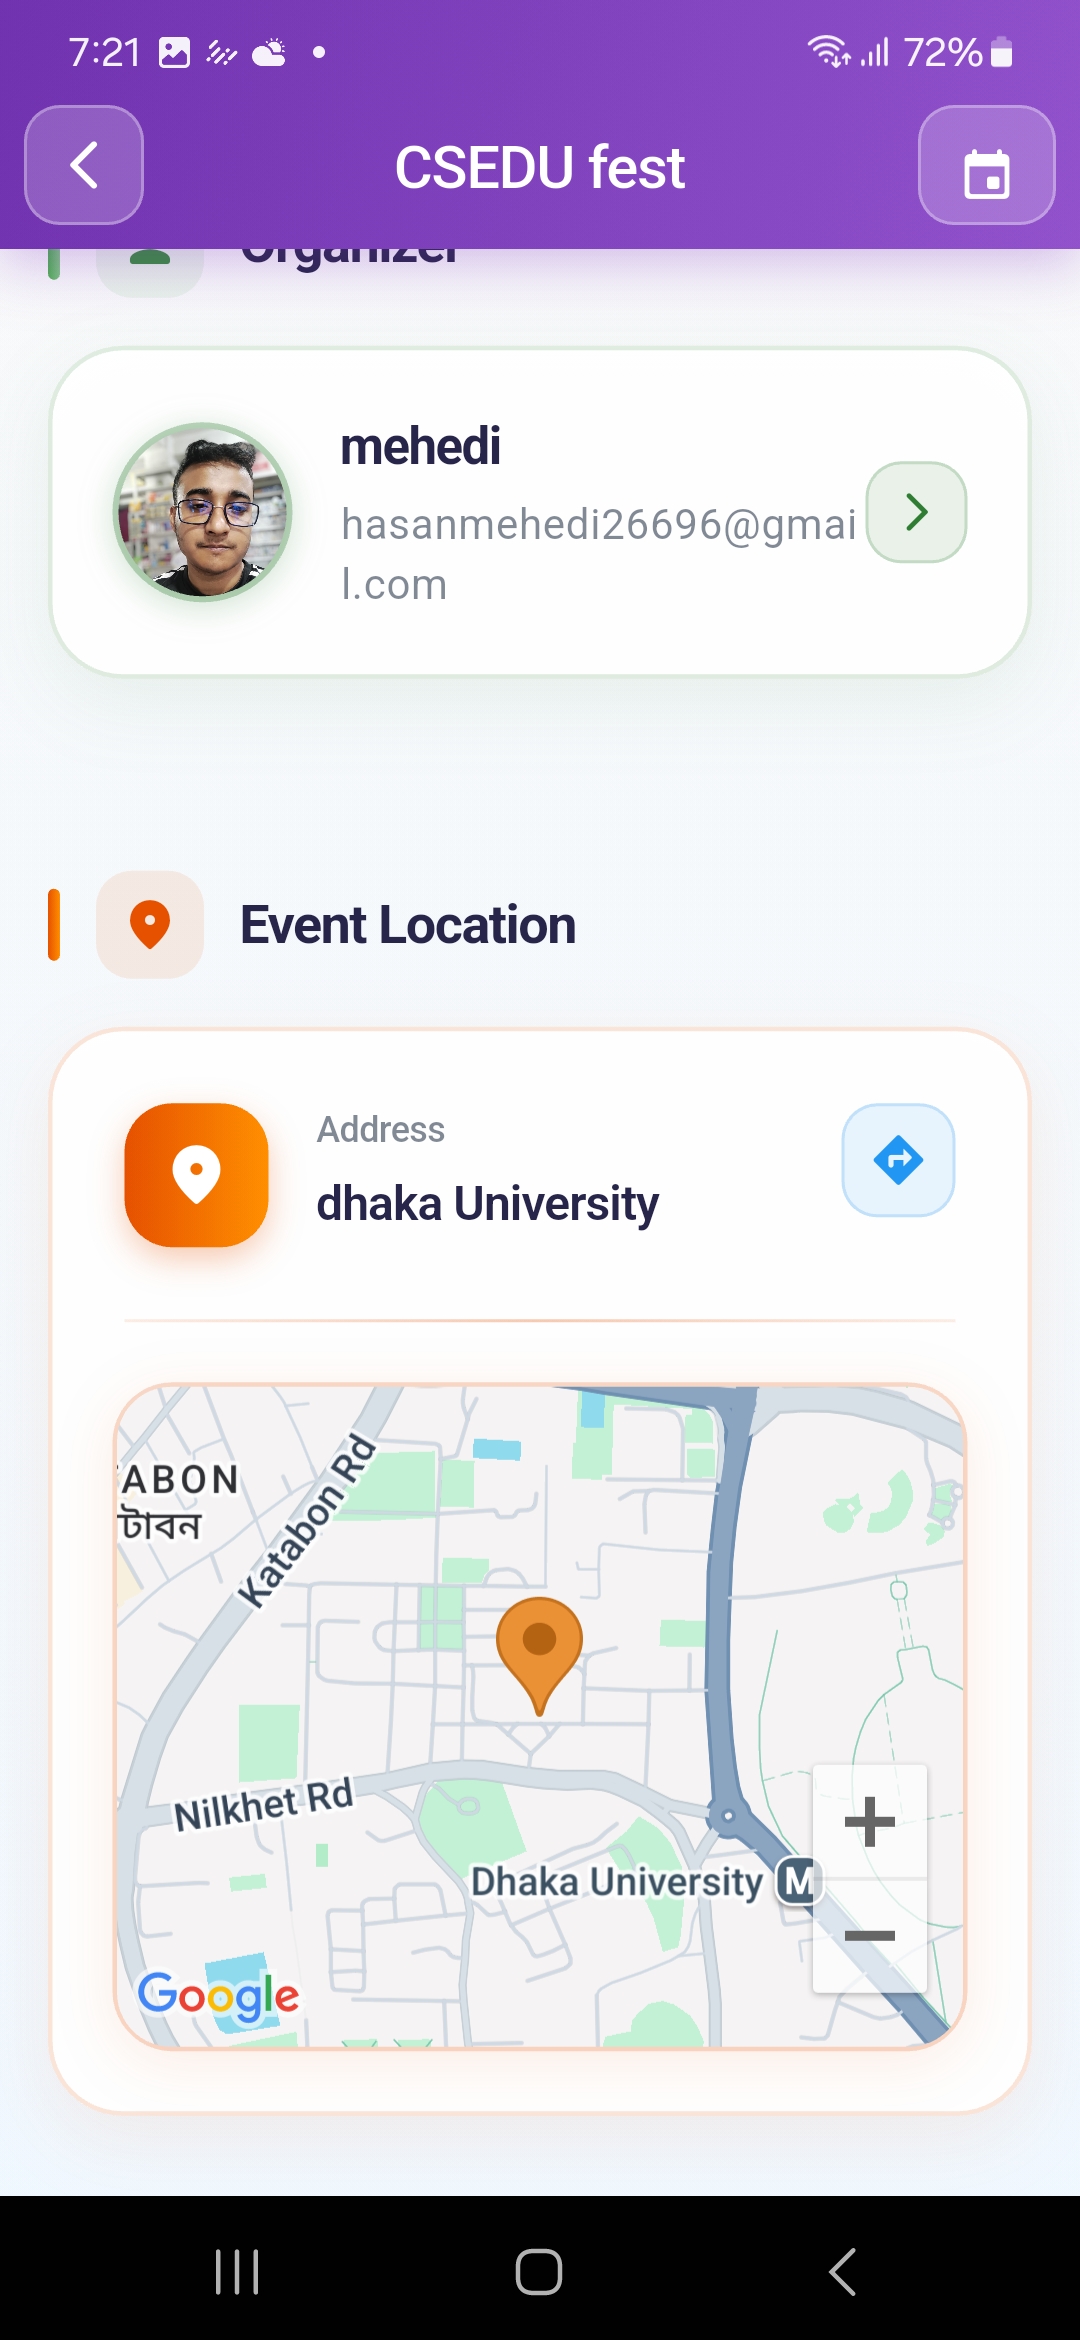 7:21
72%
CSEDU fest
Organizer
mehedi
hasanmehedi26696@gmai
l.com
Event Location
Address
dhaka University
ABON
টাবন
Katabon Rd
Nilkhet Rd
Dhaka University M
Google